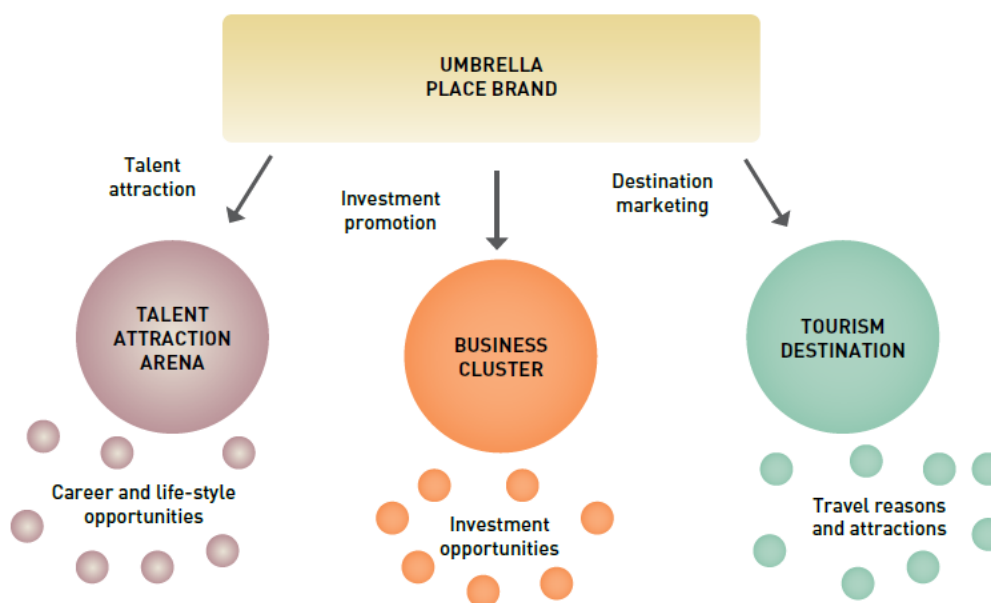 UMBRELLA
PLACE BRAND
Talent
attraction
Investment
promotion
Destination
marketing
TALENT
ATTRACTION
ARENA
BUSINESS
CLUSTER
TOURISM
DESTINATION
Career and life-style
opportunities
Investment
opportunities
Travel reasons
and attractions